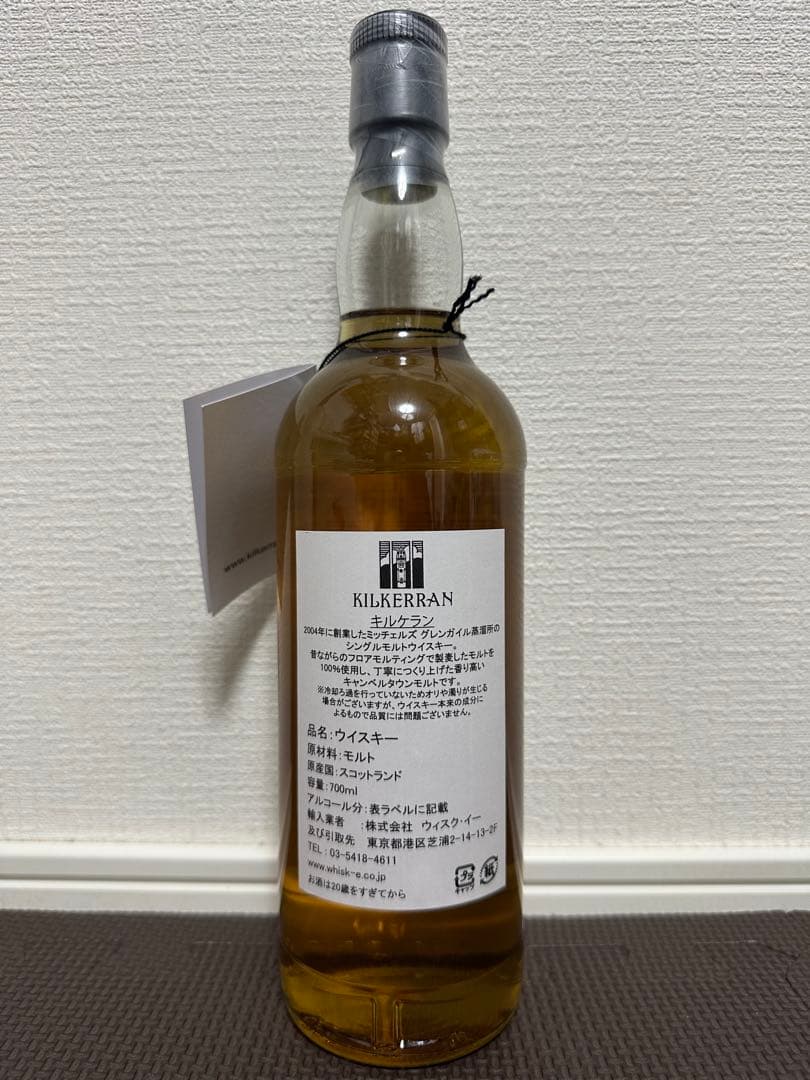 KILKERRAN
キルケラン
2004年に創業したミッチェルズ グレンガイル蒸溜所の
シングルモルトウイスキー。
昔ながらのフロアモルティングで製麦したモルトを
100%使用し、丁寧につくり上げた香り高い
キャンベルタウンモルトです。
※冷却ろ過を行っていないためオリや濁りが生じる
場合がございますが、ウイスキー本来の成分に
よるもので品質には問題ございません。
品名:ウイスキー
原材料:モルト
原産国:スコットランド
容量:700ml
アルコール分:表ラベルに記載
輸入業者 :株式会社 ウィスク・イー
及び引取先 東京都港区芝浦2-14-13-2F
TEL:03-5418-4611
www.whisk-e.co.jp
お酒は20歳をすぎてから
プラ
キャップ
紙